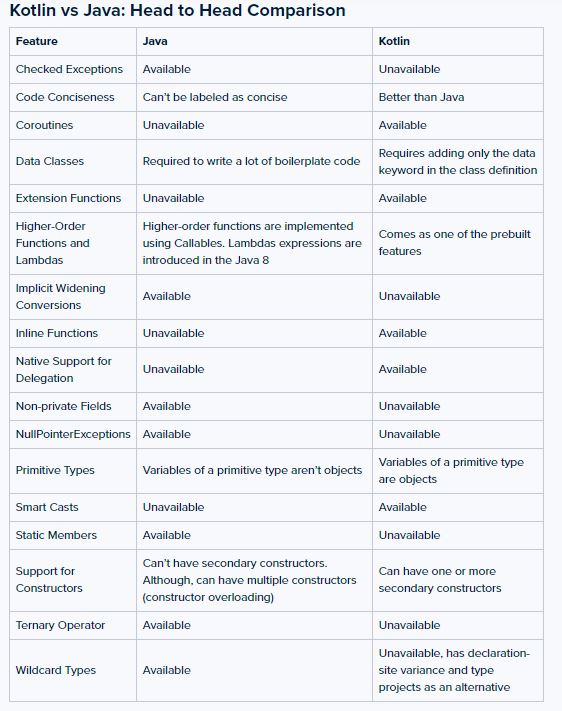 Kotlin vs Java: Head to Head Comparison
Feature Java Kotlin
Checked Exceptions Available Unavailable
Code Conciseness Can't be labeled as concise Better than Java
Coroutines Unavailable Available
Data Classes
Required to write a lot of boilerplate code
Requires adding only the data
keyword in the class definition
Extension Functions Unavailable Available
Higher-Order
Functions and
Lambdas
Higher-order functions are implemented
using Callables. Lambdas expressions are
introduced in the Java 8
Comes as one of the prebuilt
features
Implicit Widening
Conversions
Available
Unavailable
Inline Functions Unavailable Available
Native Support for
Delegation
Unavailable
Available
Non-private Fields Available Unavailable
NullPointerExceptions Available Unavailable
Primitive Types
Variables of a primitive type aren't objects
Variables of a primitive type
are objects
Smart Casts Unavailable Available
Static Members Available Unavailable
Support for
Constructors
Can't have secondary constructors.
Although, can have multiple constructors
(constructor overloading)
Can have one or more
secondary constructors
Ternary Operator Available Unavailable
Wildcard Types
Available
Unavailable, has declaration-
site variance and type
projects as an alternative